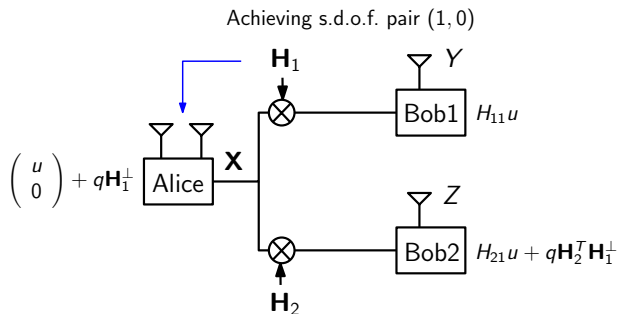 Achieving s.d.o.f. pair (1, 0)
H₁
Y
Bob1
H₁₁u
( u
0 ) + qH₁^⊥
Alice
X
Z
Bob2
H₂₁u + qH₂^T H₁^⊥
H₂